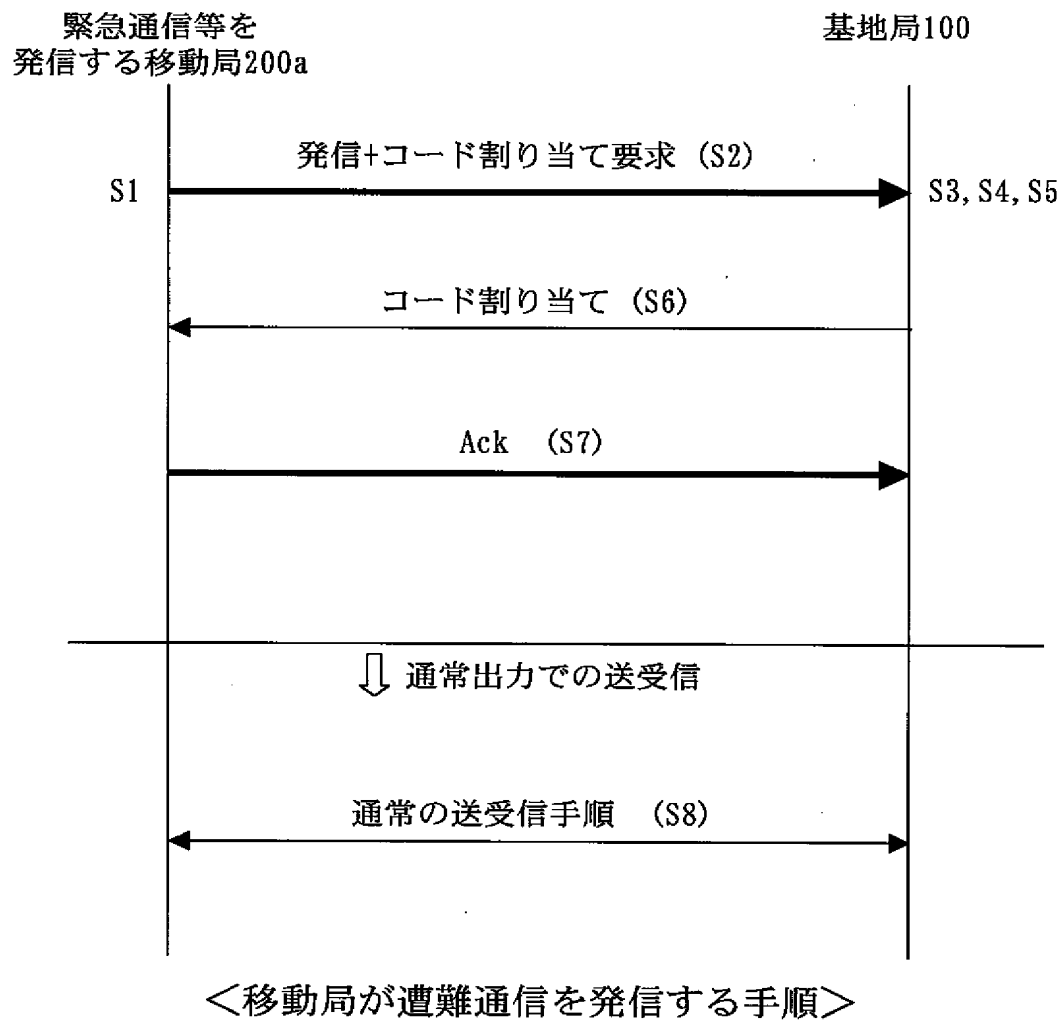 緊急通信等を
発信する移動局200a
基地局100
発信+コード割り当て要求 (S2)
S1
S3,S4,S5
コード割り当て (S6)
Ack (S7)
通常出力での送受信
通常の送受信手順 (S8)
＜移動局が遭難通信を発信する手順＞